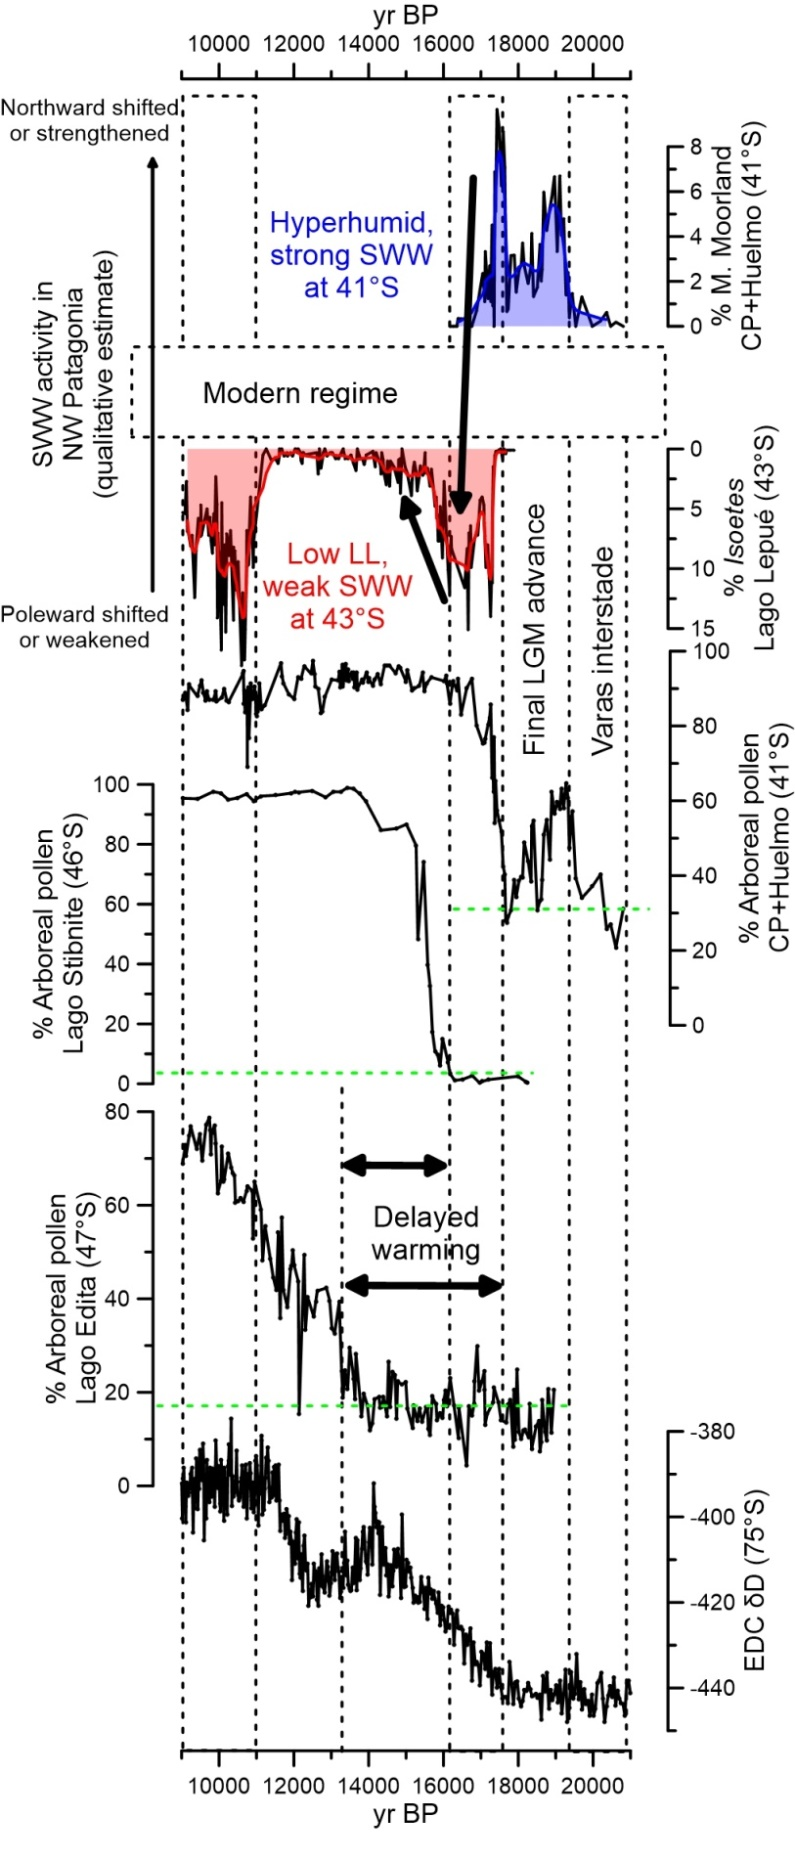 yr BP
10000 12000 14000 16000 18000 20000
Northward shifted
or strengthened
SWW activity in
NW Patagonia
(qualitative estimate)
Poleward shifted
or weakened
Hyperhumid,
strong SWW
at 41°S
8
6
4
2
0
% M. Moorland
CP+Huelmo (41°S)
Modern regime
0
5
10
15
% Isoetes
Lago Lepué (43°S)
Low LL,
weak SWW
at 43°S
Final LGM advance
Varas interstade
100
80
60
40
20
0
% Arboreal pollen
CP+Huelmo (41°S)
100
80
60
40
20
0
% Arboreal pollen
Lago Stibnite (46°S)
80
60
40
20
0
% Arboreal pollen
Lago Edita (47°S)
Delayed
warming
-380
-400
-420
-440
EDC δD (75°S)
10000 12000 14000 16000 18000 20000
yr BP